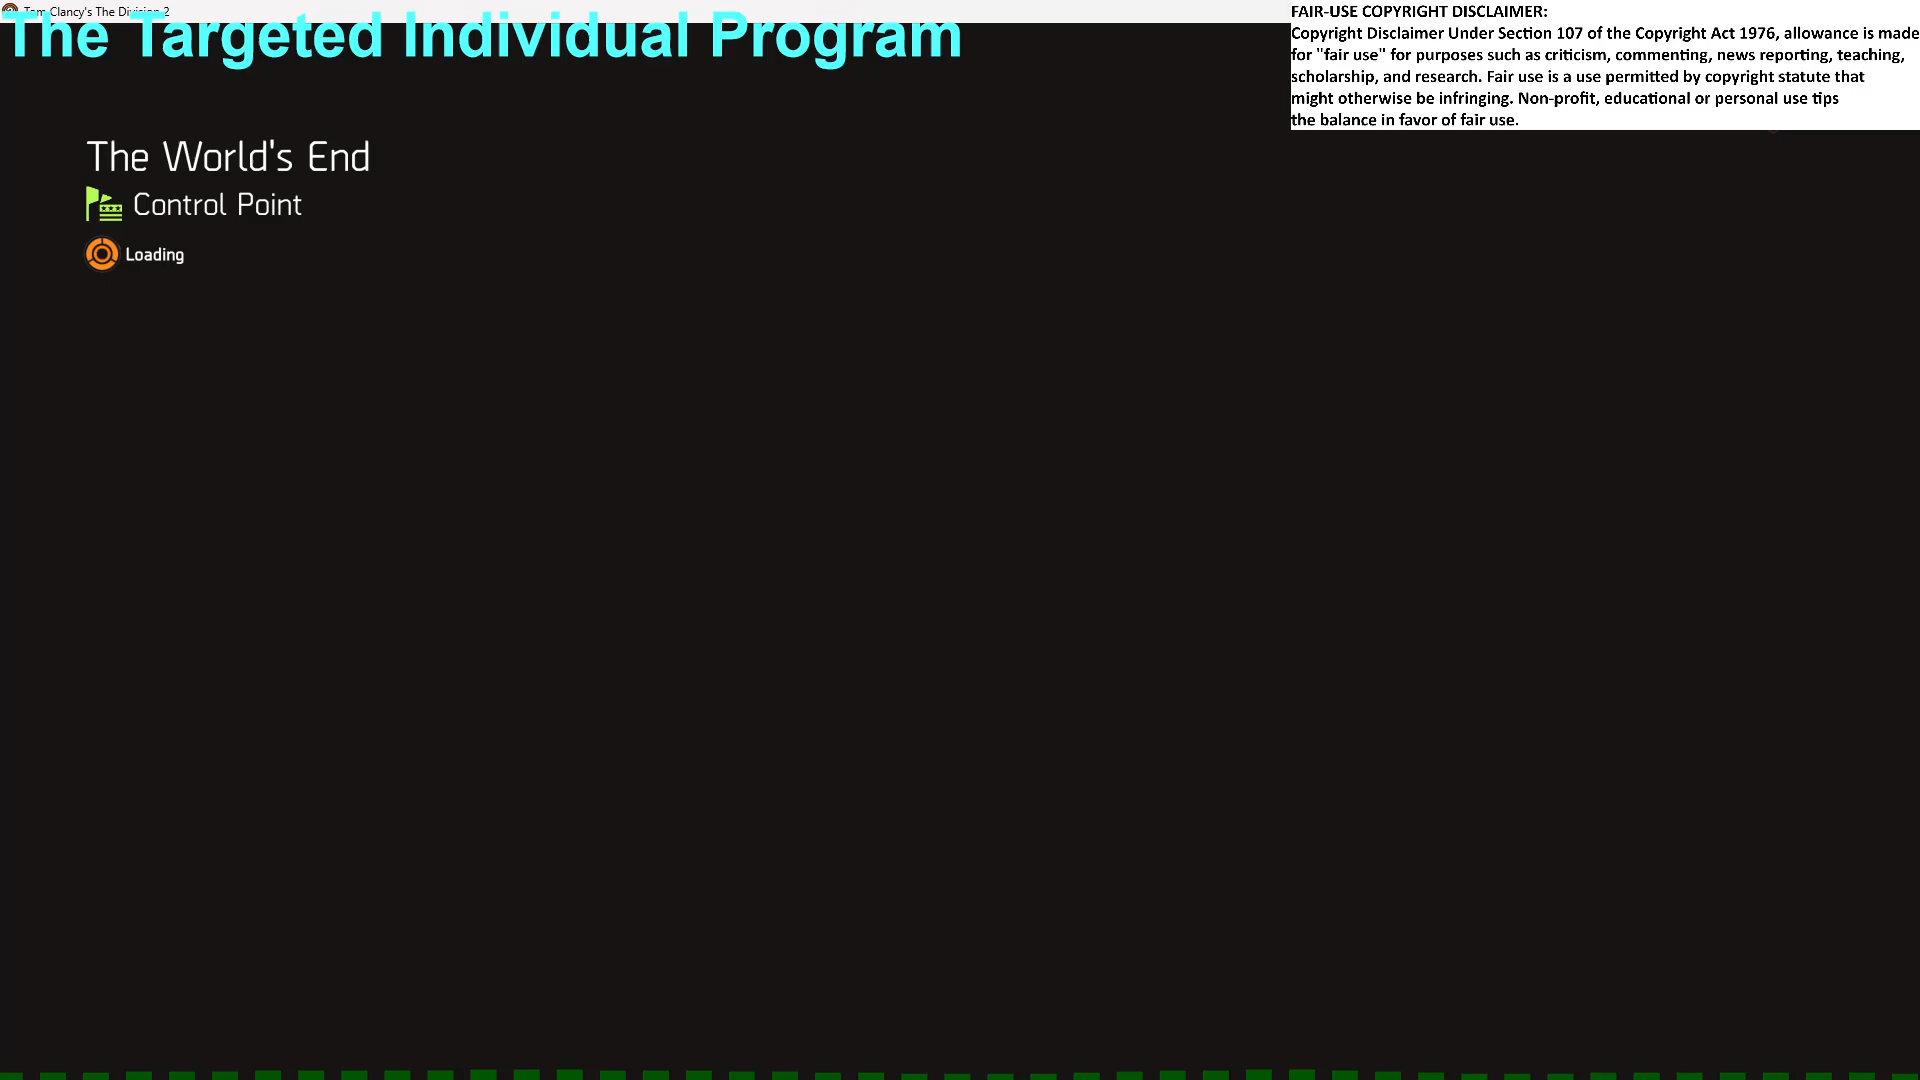 Tom Clancy's The Division 2
The Targeted Individual Program
FAIR-USE COPYRIGHT DISCLAIMER:
Copyright Disclaimer Under Section 107 of the Copyright Act 1976, allowance is made
for "fair use" for purposes such as criticism, commenting, news reporting, teaching,
scholarship, and research. Fair use is a use permitted by copyright statute that
might otherwise be infringing. Non-profit, educational or personal use tips
the balance in favor of fair use.
The World's End
Control Point
Loading